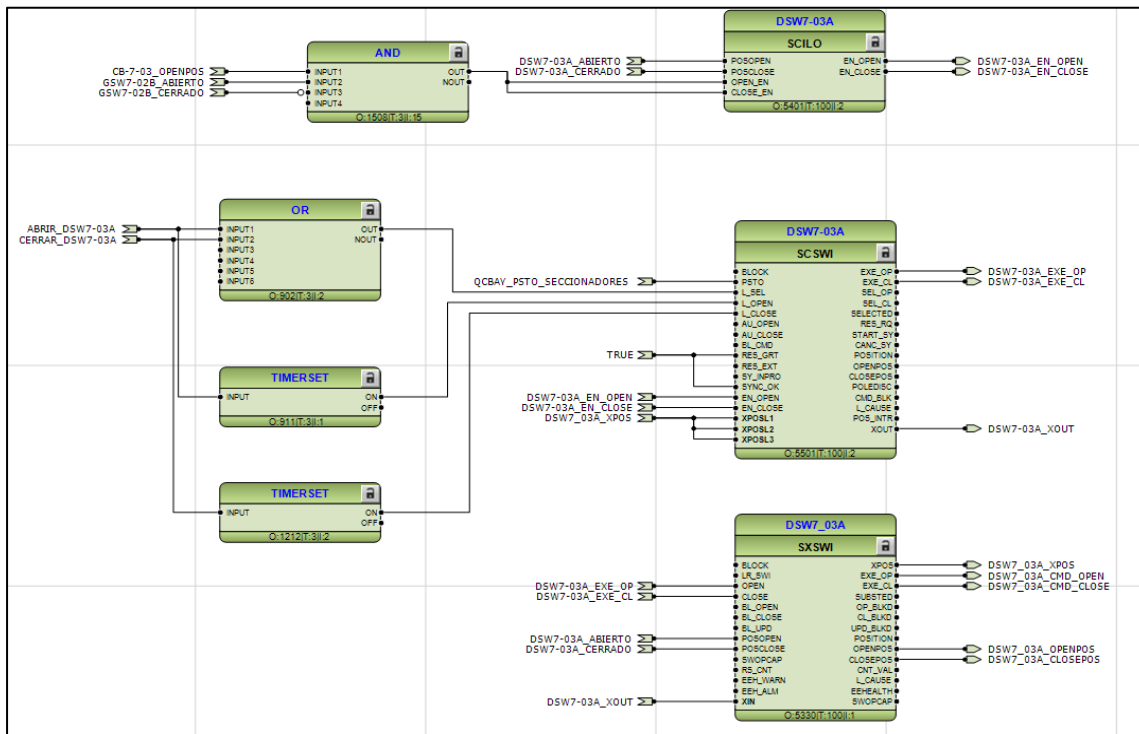 AND
CB-7-03_OPENPOS INPUT1 OUT
GSW7-02B_ABIERTO INPUT2 NOUT
GSW7-02B_CERRADO INPUT3
INPUT4
O:1508|T:3|I:15
DSW7-03A
SCILO
DSW7-03A_ABIERTO POSOPEN EN_OPEN DSW7-03A_EN_OPEN
DSW7-03A_CERRADO POSCLOSE EN_CLOSE DSW7-03A_EN_CLOSE
OPEN_EN
CLOSE_EN
O:5401|T:100|I:2
OR
ABRIR_DSW7-03A INPUT1 OUT
CERRAR_DSW7-03A INPUT2 NOUT
INPUT3
INPUT4
INPUT5
INPUT6
O:902|T:3|I:2
TIMERSET
INPUT ON
OFF
O:911|T:3|I:1
TIMERSET
INPUT ON
OFF
O:1212|T:3|I:2
DSW7-03A
SCSWI
BLOCK EXE_OP DSW7-03A_EXE_OP
QCBAY_PSTO_SECCIONADORES PSTO EXE_CL DSW7-03A_EXE_CL
L_SEL SEL_OP
L_OPEN SEL_CL
L_CLOSE SELECTED
AU_OPEN RES_RQ
AU_CLOSE START_SY
BL_CMD CANC_SY
TRUE RES_GRT POSITION
RES_EXT OPENPOS
SY_INPRO CLOSEPOS
SYNC_OK POLEDISC
DSW7-03A_EN_OPEN EN_OPEN CMD_BLK
DSW7-03A_EN_CLOSE EN_CLOSE L_CAUSE
DSW7_03A_XPOS XPOSL1 POS_INTR
XPOSL2 XOUT DSW7-03A_XOUT
XPOSL3
O:5501|T:100|I:2
DSW7_03A
SXSWI
BLOCK XPOS DSW7_03A_XPOS
LR_SWI EXE_OP DSW7_03A_CMD_OPEN
DSW7-03A_EXE_OP OPEN EXE_CL DSW7_03A_CMD_CLOSE
DSW7-03A_EXE_CL CLOSE SUBSTED
BL_OPEN OP_BLKD
BL_CLOSE CL_BLKD
BL_UPD UPD_BLKD
DSW7-03A_ABIERTO POSOPEN POSITION
DSW7-03A_CERRADO POSCLOSE OPENPOS DSW7_03A_OPENPOS
SWOPCAP CLOSEPOS DSW7_03A_CLOSEPOS
RS_CNT CNT_VAL
EEH_WARN L_CAUSE
EEH_ALM EEHEALTH
DSW7-03A_XOUT XIN SWOPCAP
O:5330|T:100|I:1